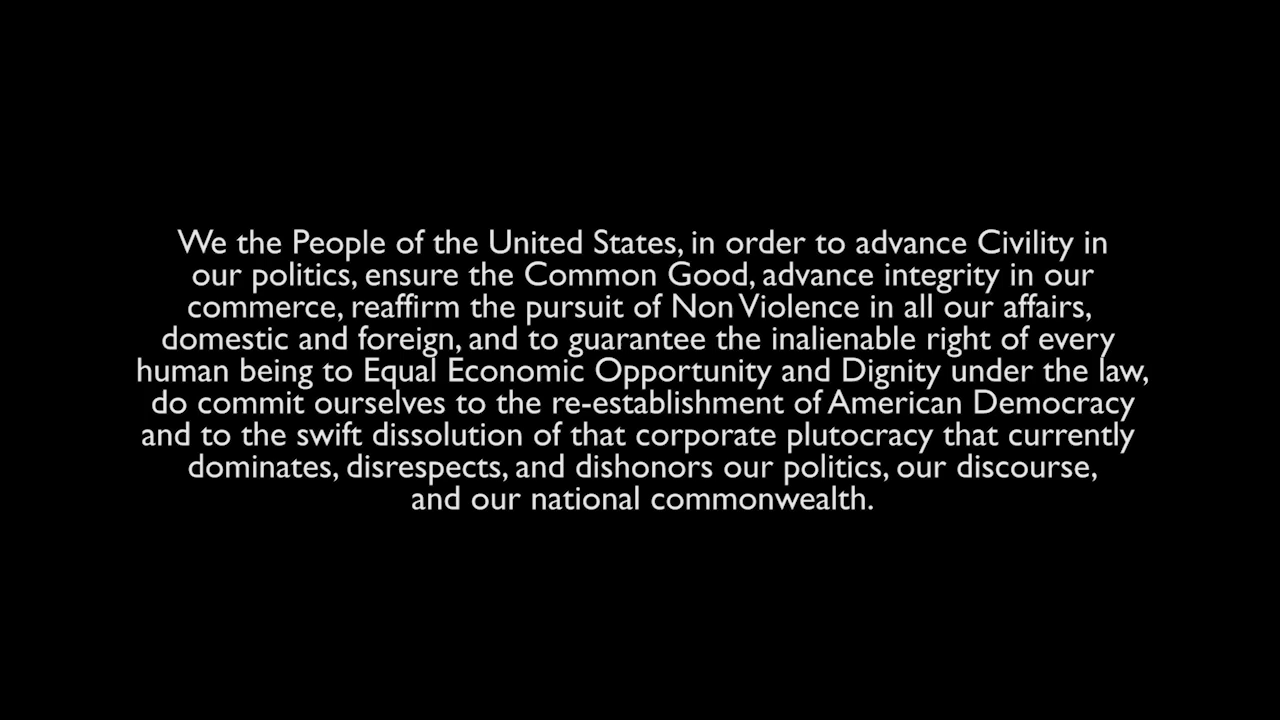 We the People of the United States, in order to advance Civility in
our politics, ensure the Common Good, advance integrity in our
commerce, reaffirm the pursuit of Non Violence in all our affairs,
domestic and foreign, and to guarantee the inalienable right of every
human being to Equal Economic Opportunity and Dignity under the law,
do commit ourselves to the re-establishment of American Democracy
and to the swift dissolution of that corporate plutocracy that currently
dominates, disrespects, and dishonors our politics, our discourse,
and our national commonwealth.